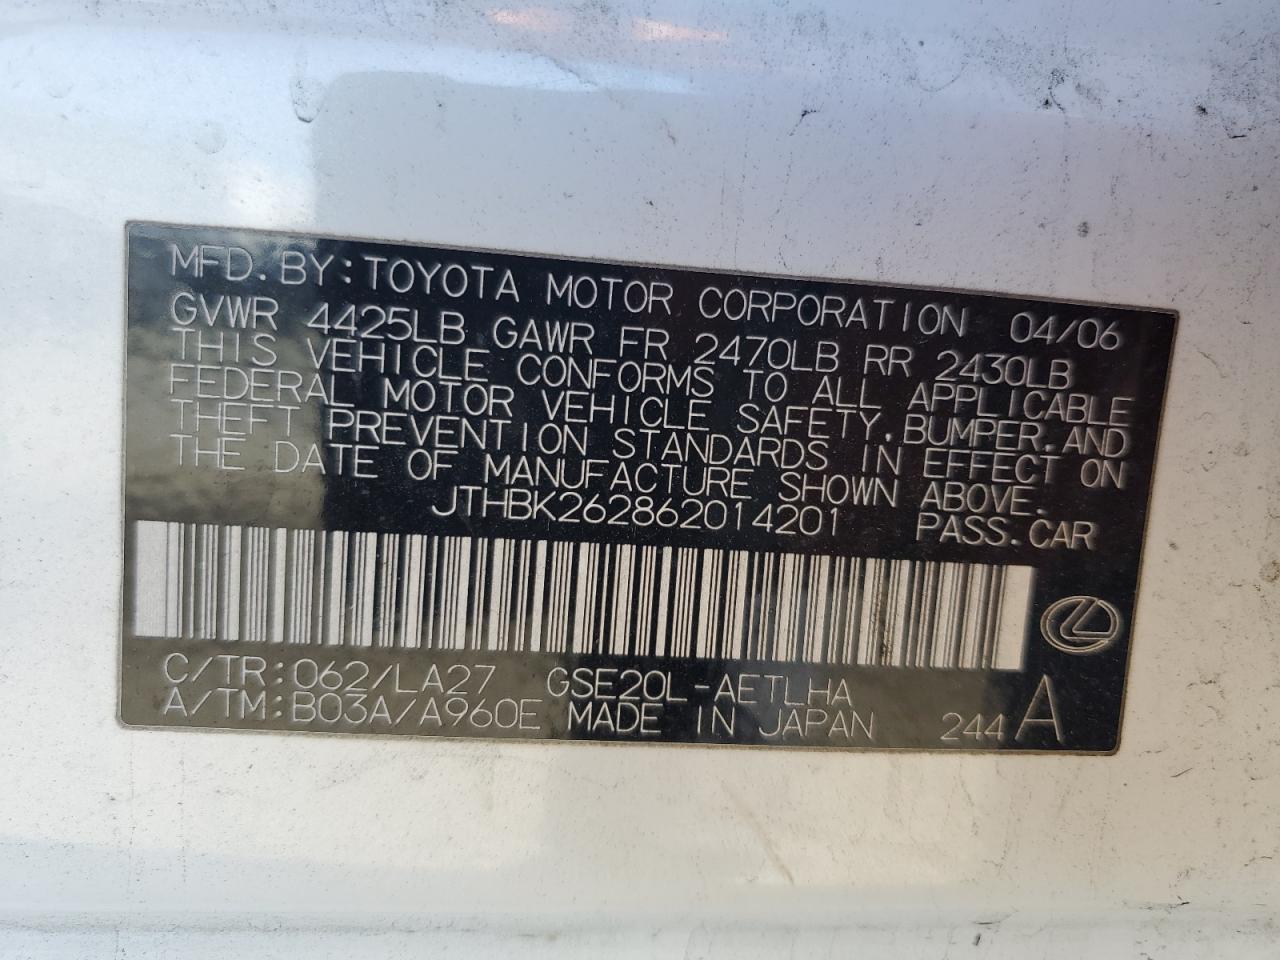 MFD. BY: TOYOTA MOTOR CORPORATION 04/06
GVWR 4425LB GAWR FR 2470LB RR 2430LB
THIS VEHICLE CONFORMS TO ALL APPLICABLE
FEDERAL MOTOR VEHICLE SAFETY, BUMPER, AND
THEFT PREVENTION STANDARDS IN EFFECT ON
THE DATE OF MANUFACTURE SHOWN ABOVE.
JTHBK262862014201 PASS. CAR
C/TR: 062/LA27 GSE20L-AETLHA
A/TM: B03A/A960E MADE IN JAPAN 244 A